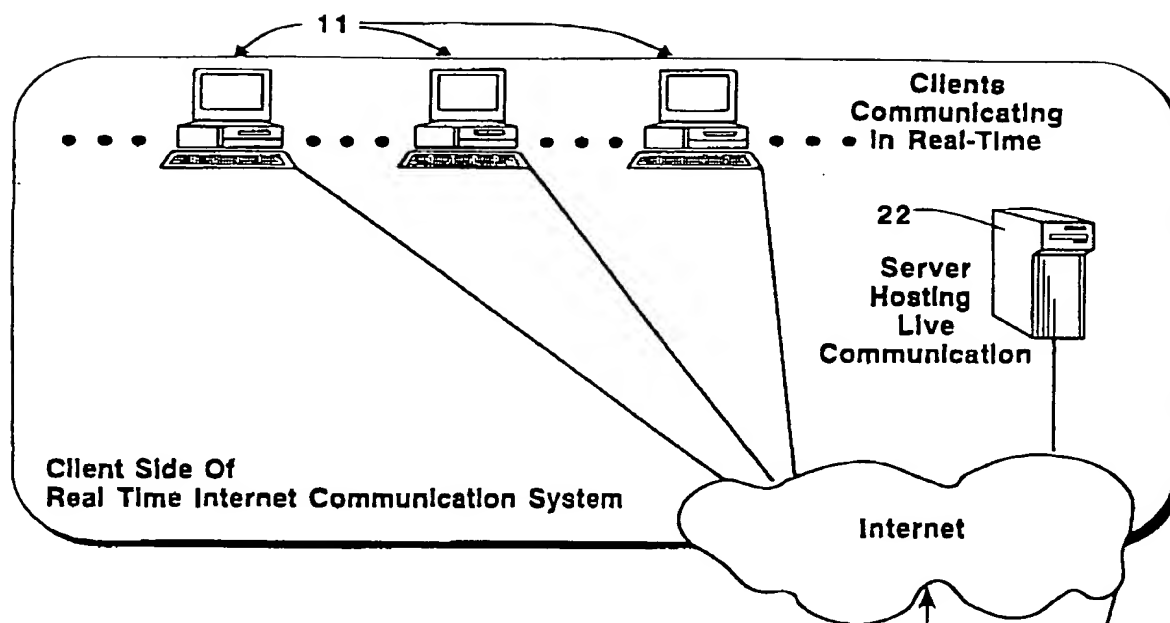 11
Clients
Communicating
In Real-Time
22
Server
Hosting
Live
Communication
Client Side Of
Real Time Internet Communication System
Internet